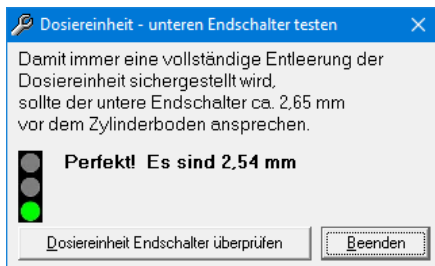 Dosiereinheit - unteren Endschalter testen
Damit immer eine vollständige Entleerung der
Dosiereinheit sichergestellt wird,
sollte der untere Endschalter ca. 2,65 mm
vor dem Zylinderboden ansprechen.
Perfekt! Es sind 2,54 mm
Dosiereinheit Endschalter überprüfen
Beenden